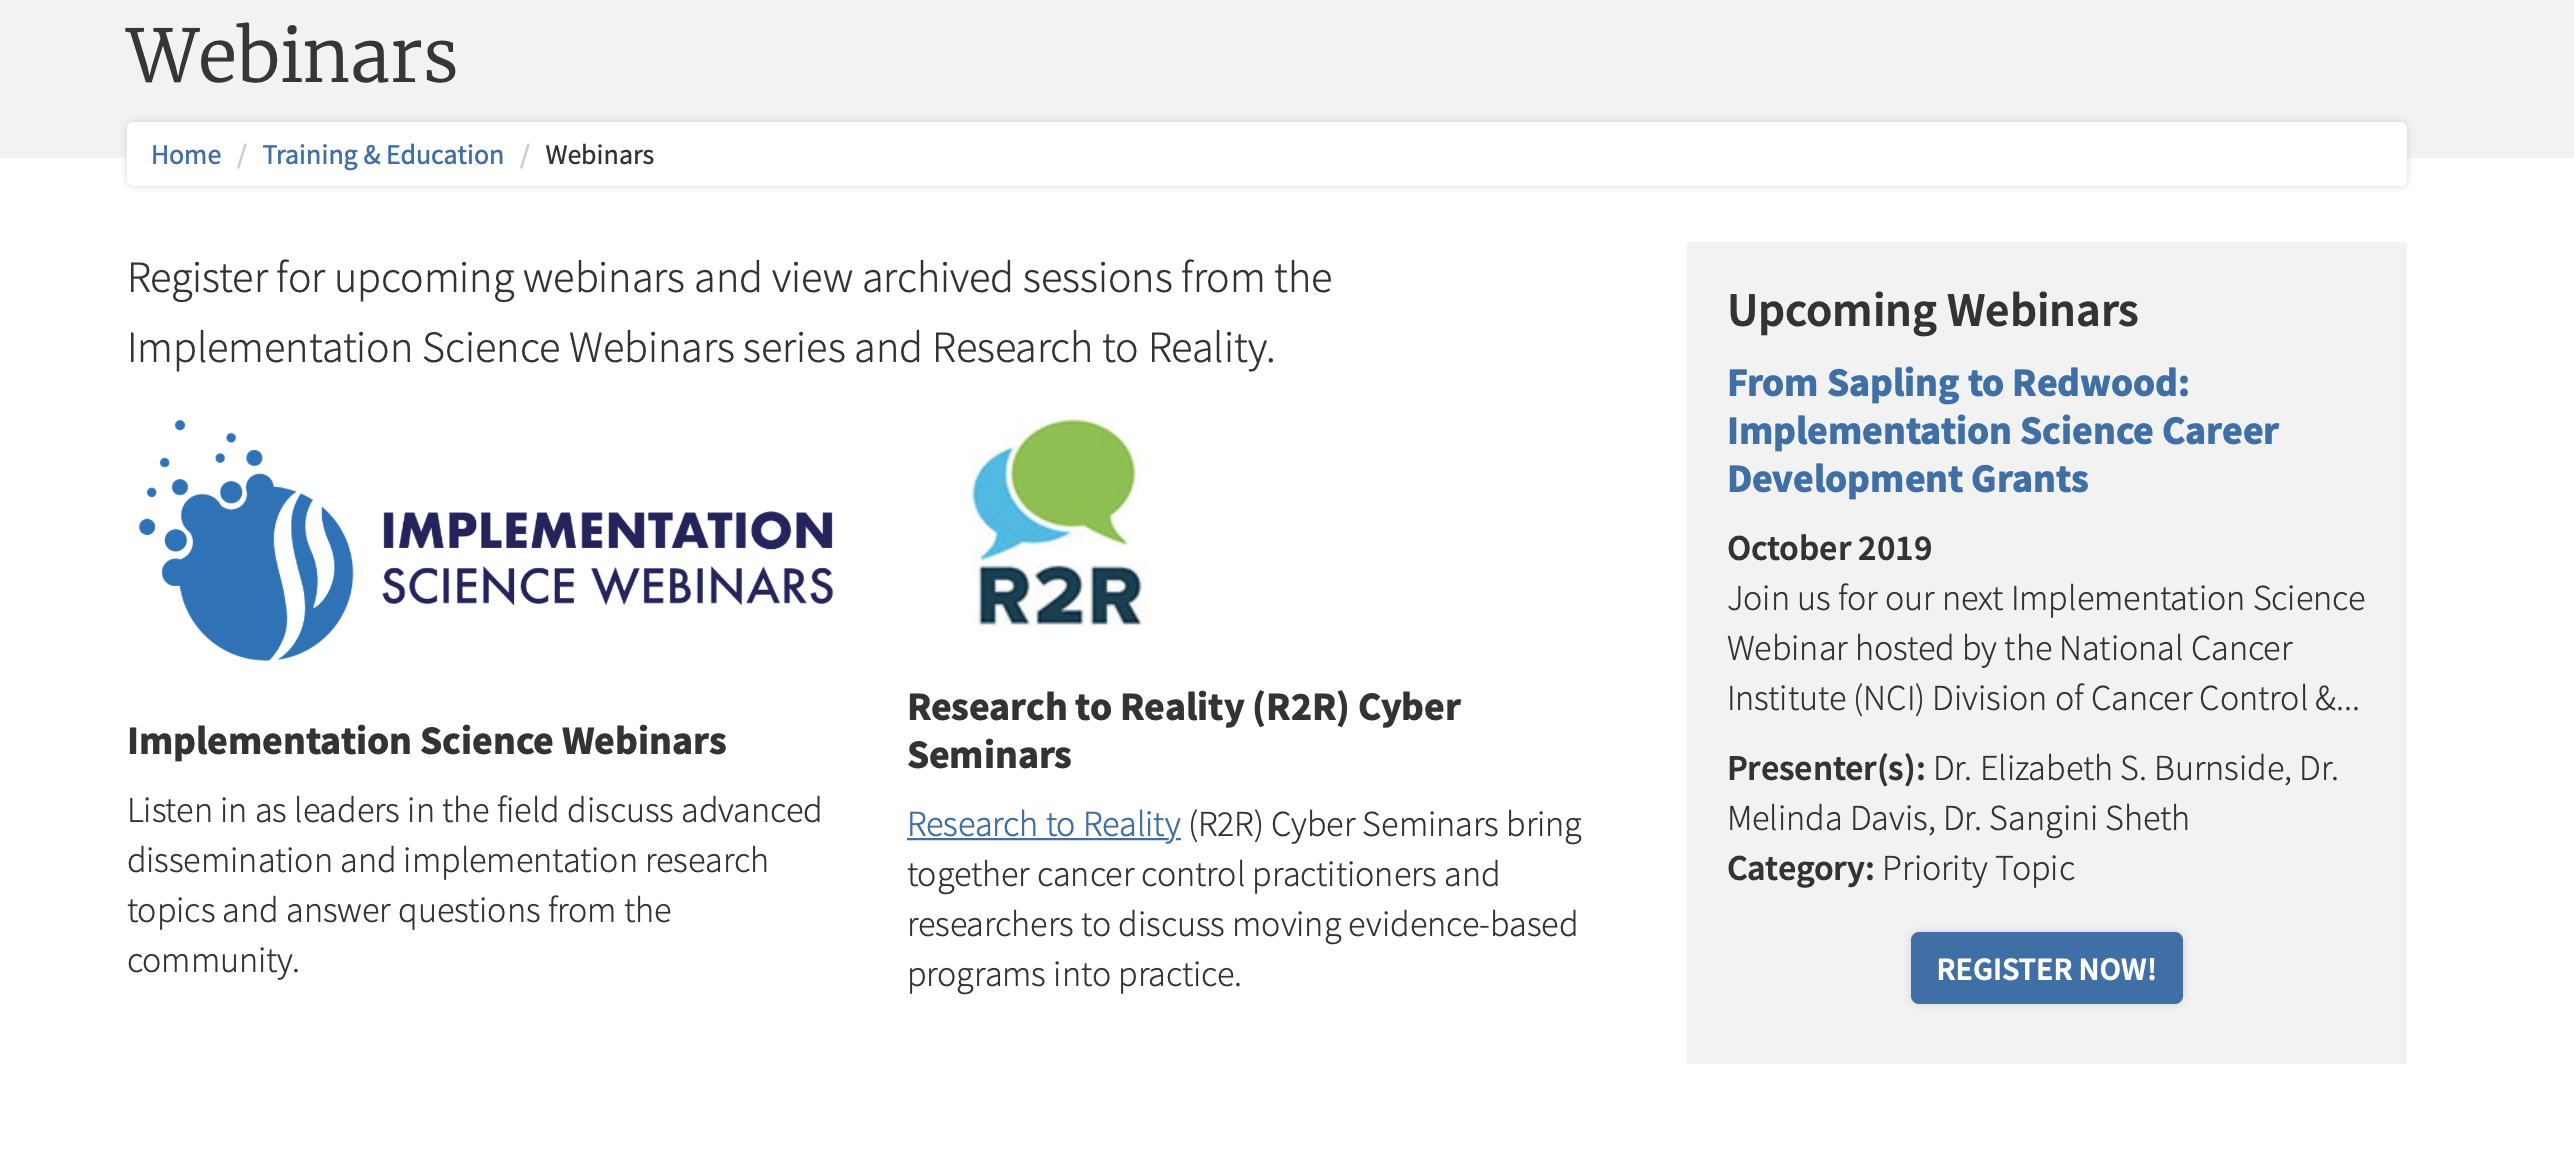 Webinars
Home / Training & Education / Webinars
Register for upcoming webinars and view archived sessions from the
Implementation Science Webinars series and Research to Reality.
IMPLEMENTATION
SCIENCE WEBINARS
Implementation Science Webinars
Listen in as leaders in the field discuss advanced
dissemination and implementation research
topics and answer questions from the
community.
R2R
Research to Reality (R2R) Cyber
Seminars
Research to Reality (R2R) Cyber Seminars bring
together cancer control practitioners and
researchers to discuss moving evidence-based
programs into practice.
Upcoming Webinars
From Sapling to Redwood:
Implementation Science Career
Development Grants
October 2019
Join us for our next Implementation Science
Webinar hosted by the National Cancer
Institute (NCI) Division of Cancer Control &...
Presenter(s): Dr. Elizabeth S. Burnside, Dr.
Melinda Davis, Dr. Sangini Sheth
Category: Priority Topic
REGISTER NOW!